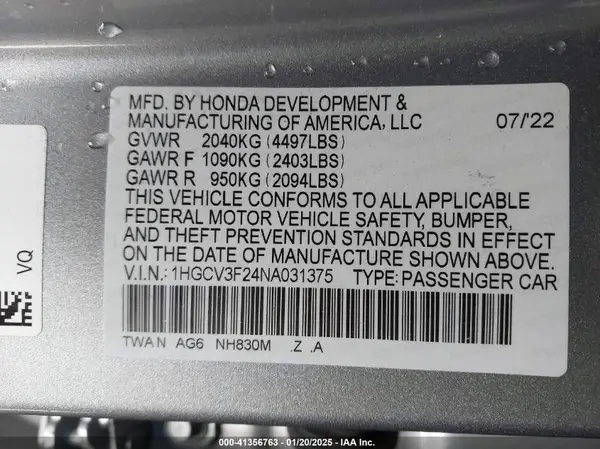 MFD. BY HONDA DEVELOPMENT &
MANUFACTURING OF AMERICA, LLC 07/'22
GVWR 2040KG (4497LBS)
GAWR F 1090KG (2403LBS)
GAWR R 950KG (2094LBS)
THIS VEHICLE CONFORMS TO ALL APPLICABLE
FEDERAL MOTOR VEHICLE SAFETY, BUMPER,
AND THEFT PREVENTION STANDARDS IN EFFECT
ON THE DATE OF MANUFACTURE SHOWN ABOVE.
V.I.N.: 1HGCV3F24NA031375 TYPE: PASSENGER CAR
TWAN AG6 NH830M .Z .A
VQ
000-41356763 - 01/20/2025 - IAA Inc.